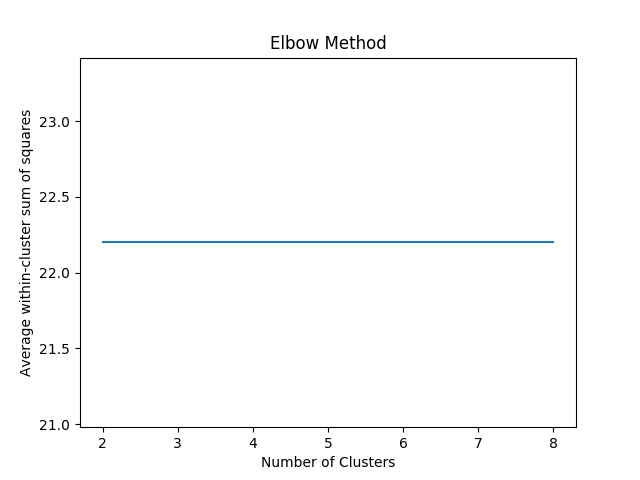 Elbow Method
Average within-cluster sum of squares
23.0
22.5
22.0
21.5
21.0
2 3 4 5 6 7 8
Number of Clusters